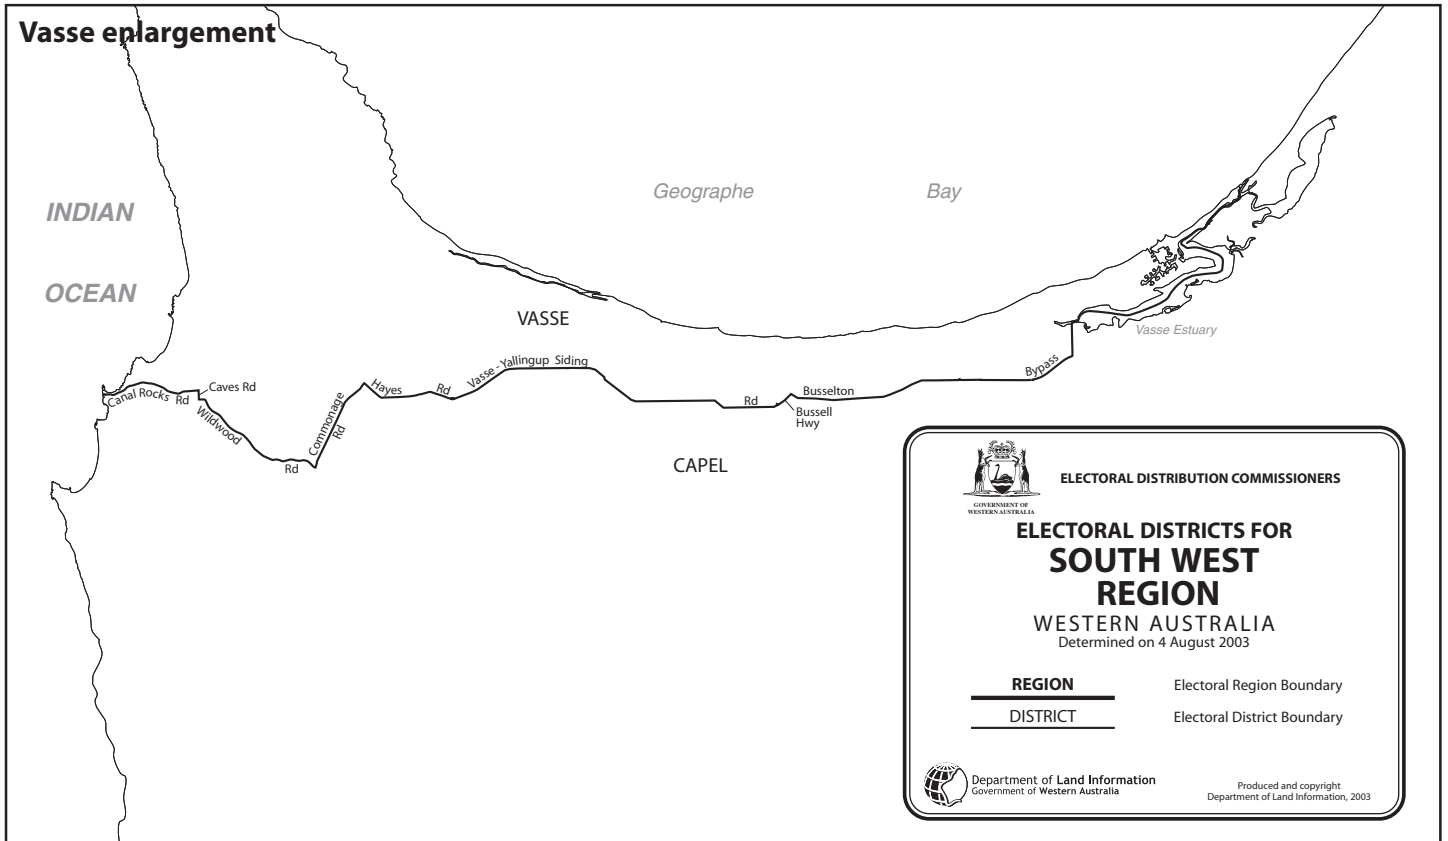 Vasse enlargement
INDIAN
OCEAN
Geographe Bay
VASSE
Vasse Estuary
Canal Rocks Rd
Caves Rd
Wildwood
Rd
Commonage
Rd
Hayes Rd
Vasse - Yallingup Siding
Rd
Bussell
Hwy
Busselton
Bypass
CAPEL
GOVERNMENT OF
WESTERN AUSTRALIA
ELECTORAL DISTRIBUTION COMMISSIONERS
ELECTORAL DISTRICTS FOR
SOUTH WEST
REGION
WESTERN AUSTRALIA
Determined on 4 August 2003
REGION Electoral Region Boundary
DISTRICT Electoral District Boundary
Department of Land Information
Government of Western Australia
Produced and copyright
Department of Land Information, 2003